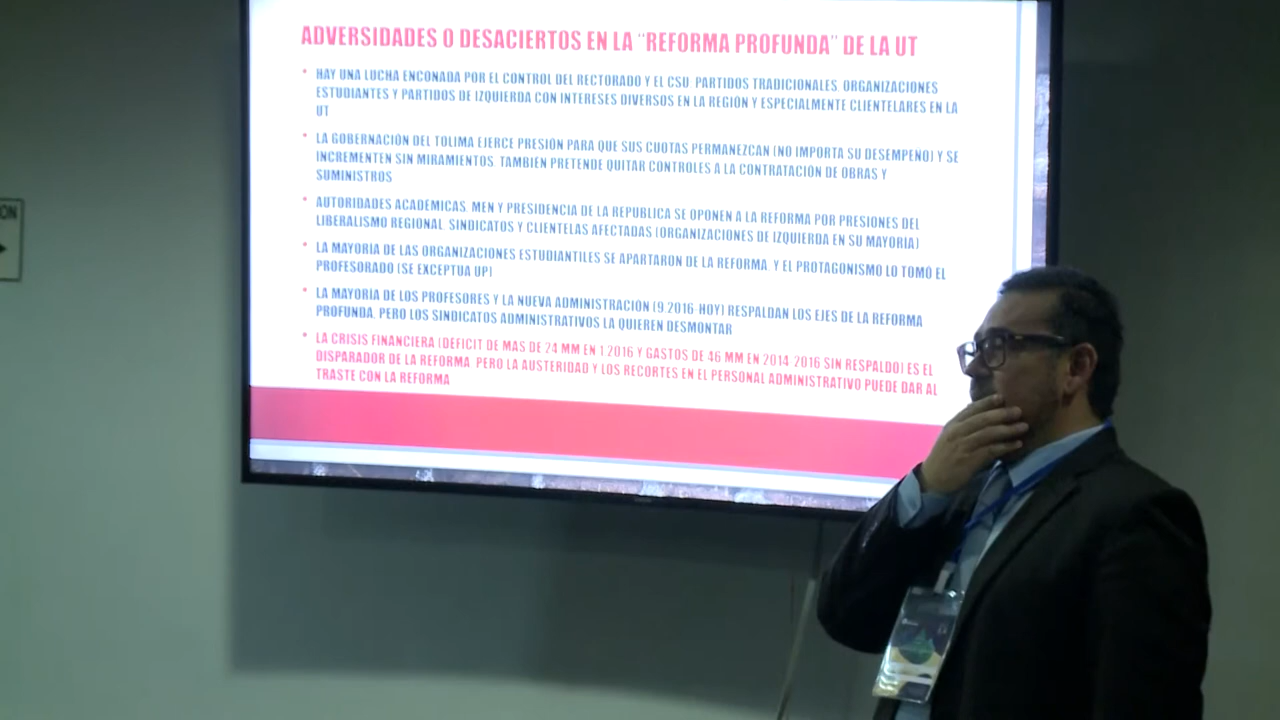 ADVERSIDADES O DESACIERTOS EN LA "REFORMA PROFUNDA" DE LA UT
• HAY UNA LUCHA ENCONADA POR EL CONTROL DEL RECTORADO Y EL CSU. PARTIDOS TRADICIONALES, ORGANIZACIONES
ESTUDIANTES Y PARTIDOS DE IZQUIERDA CON INTERESES DIVERSOS EN LA REGIÓN Y ESPECIALMENTE CLIENTELARES EN LA
UT
• LA GOBERNACIÓN DEL TOLIMA EJERCE PRESIÓN PARA QUE SUS CUOTAS PERMANEZCAN (NO IMPORTA SU DESEMPEÑO) Y SE
INCREMENTEN SIN MIRAMIENTOS. TAMBIÉN PRETENDE QUITAR CONTROLES A LA CONTRATACIÓN DE OBRAS Y
SUMINISTROS
• AUTORIDADES ACADÉMICAS, MEN Y PRESIDENCIA DE LA REPUBLICA SE OPONEN A LA REFORMA POR PRESIONES DEL
LIBERALISMO REGIONAL, SINDICATOS Y CLIENTELAS AFECTADAS (ORGANIZACIONES DE IZQUIERDA EN SU MAYORÍA)
• LA MAYORÍA DE LAS ORGANIZACIONES ESTUDIANTILES SE APARTARON DE LA REFORMA, Y EL PROTAGONISMO LO TOMÓ EL
PROFESORADO (SE EXCEPTUA UP)
• LA MAYORÍA DE LOS PROFESORES Y LA NUEVA ADMINISTRACIÓN (9.2016-HOY) RESPALDAN LOS EJES DE LA REFORMA
PROFUNDA, PERO LOS SINDICATOS ADMINISTRATIVOS LA QUIEREN DESMONTAR
• LA CRISIS FINANCIERA (DEFICIT DE MAS DE 24 MM EN 1.2016 Y GASTOS DE 46 MM EN 2014-2016 SIN RESPALDO) ES EL
DISPARADOR DE LA REFORMA, PERO LA AUSTERIDAD Y LOS RECORTES EN EL PERSONAL ADMINISTRATIVO PUEDE DAR AL
TRASTE CON LA REFORMA